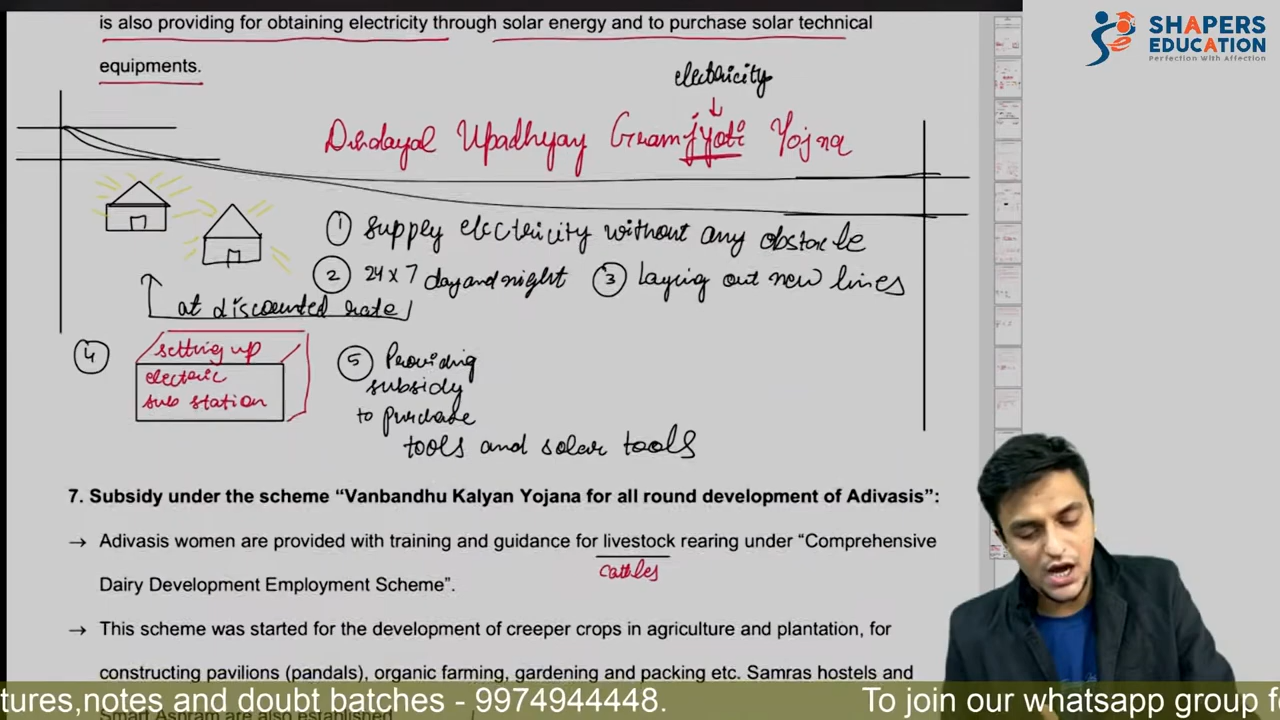 is also providing for obtaining electricity through solar energy and to purchase solar technical
equipments.
SHAPERS
EDUCATION
Perfection With Affection
electricity
Upadhyay Gramjyoti Yojna
① Supply electricity without any obstacle
② 24 x 7 day and night ③ Laying out new lines
at discounted rate
④ setting up
electric
sub station
⑤ Providing
subsidy
to purchase
tools and solar tools
7. Subsidy under the scheme “Vanbandhu Kalyan Yojana for all round development of Adivasis”:
→ Adivasis women are provided with training and guidance for livestock rearing under “Comprehensive
cattles
Dairy Development Employment Scheme”.
→ This scheme was started for the development of creeper crops in agriculture and plantation, for
constructing pavilions (pandals), organic farming, gardening and packing etc. Samras hostels and
Smart Ashram are also established
tures,notes and doubt batches - 9974944448. To join our whatsapp group f